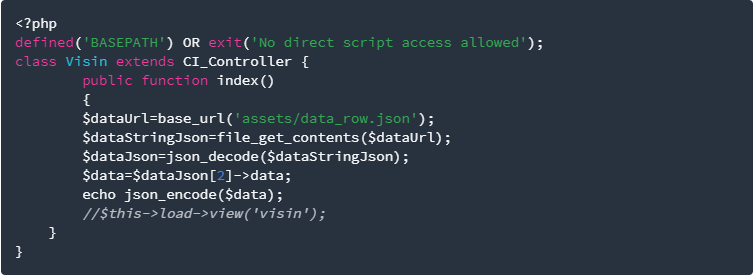 <?php
defined('BASEPATH') OR exit('No direct script access allowed');
class Visin extends CI_Controller {
        public function index()
        {
        $dataUrl=base_url('assets/data_row.json');
        $dataStringJson=file_get_contents($dataUrl);
        $dataJson=json_decode($dataStringJson);
        $data=$dataJson[2]->data;
        echo json_encode($data);
        //$this->load->view('visin');
    }
}